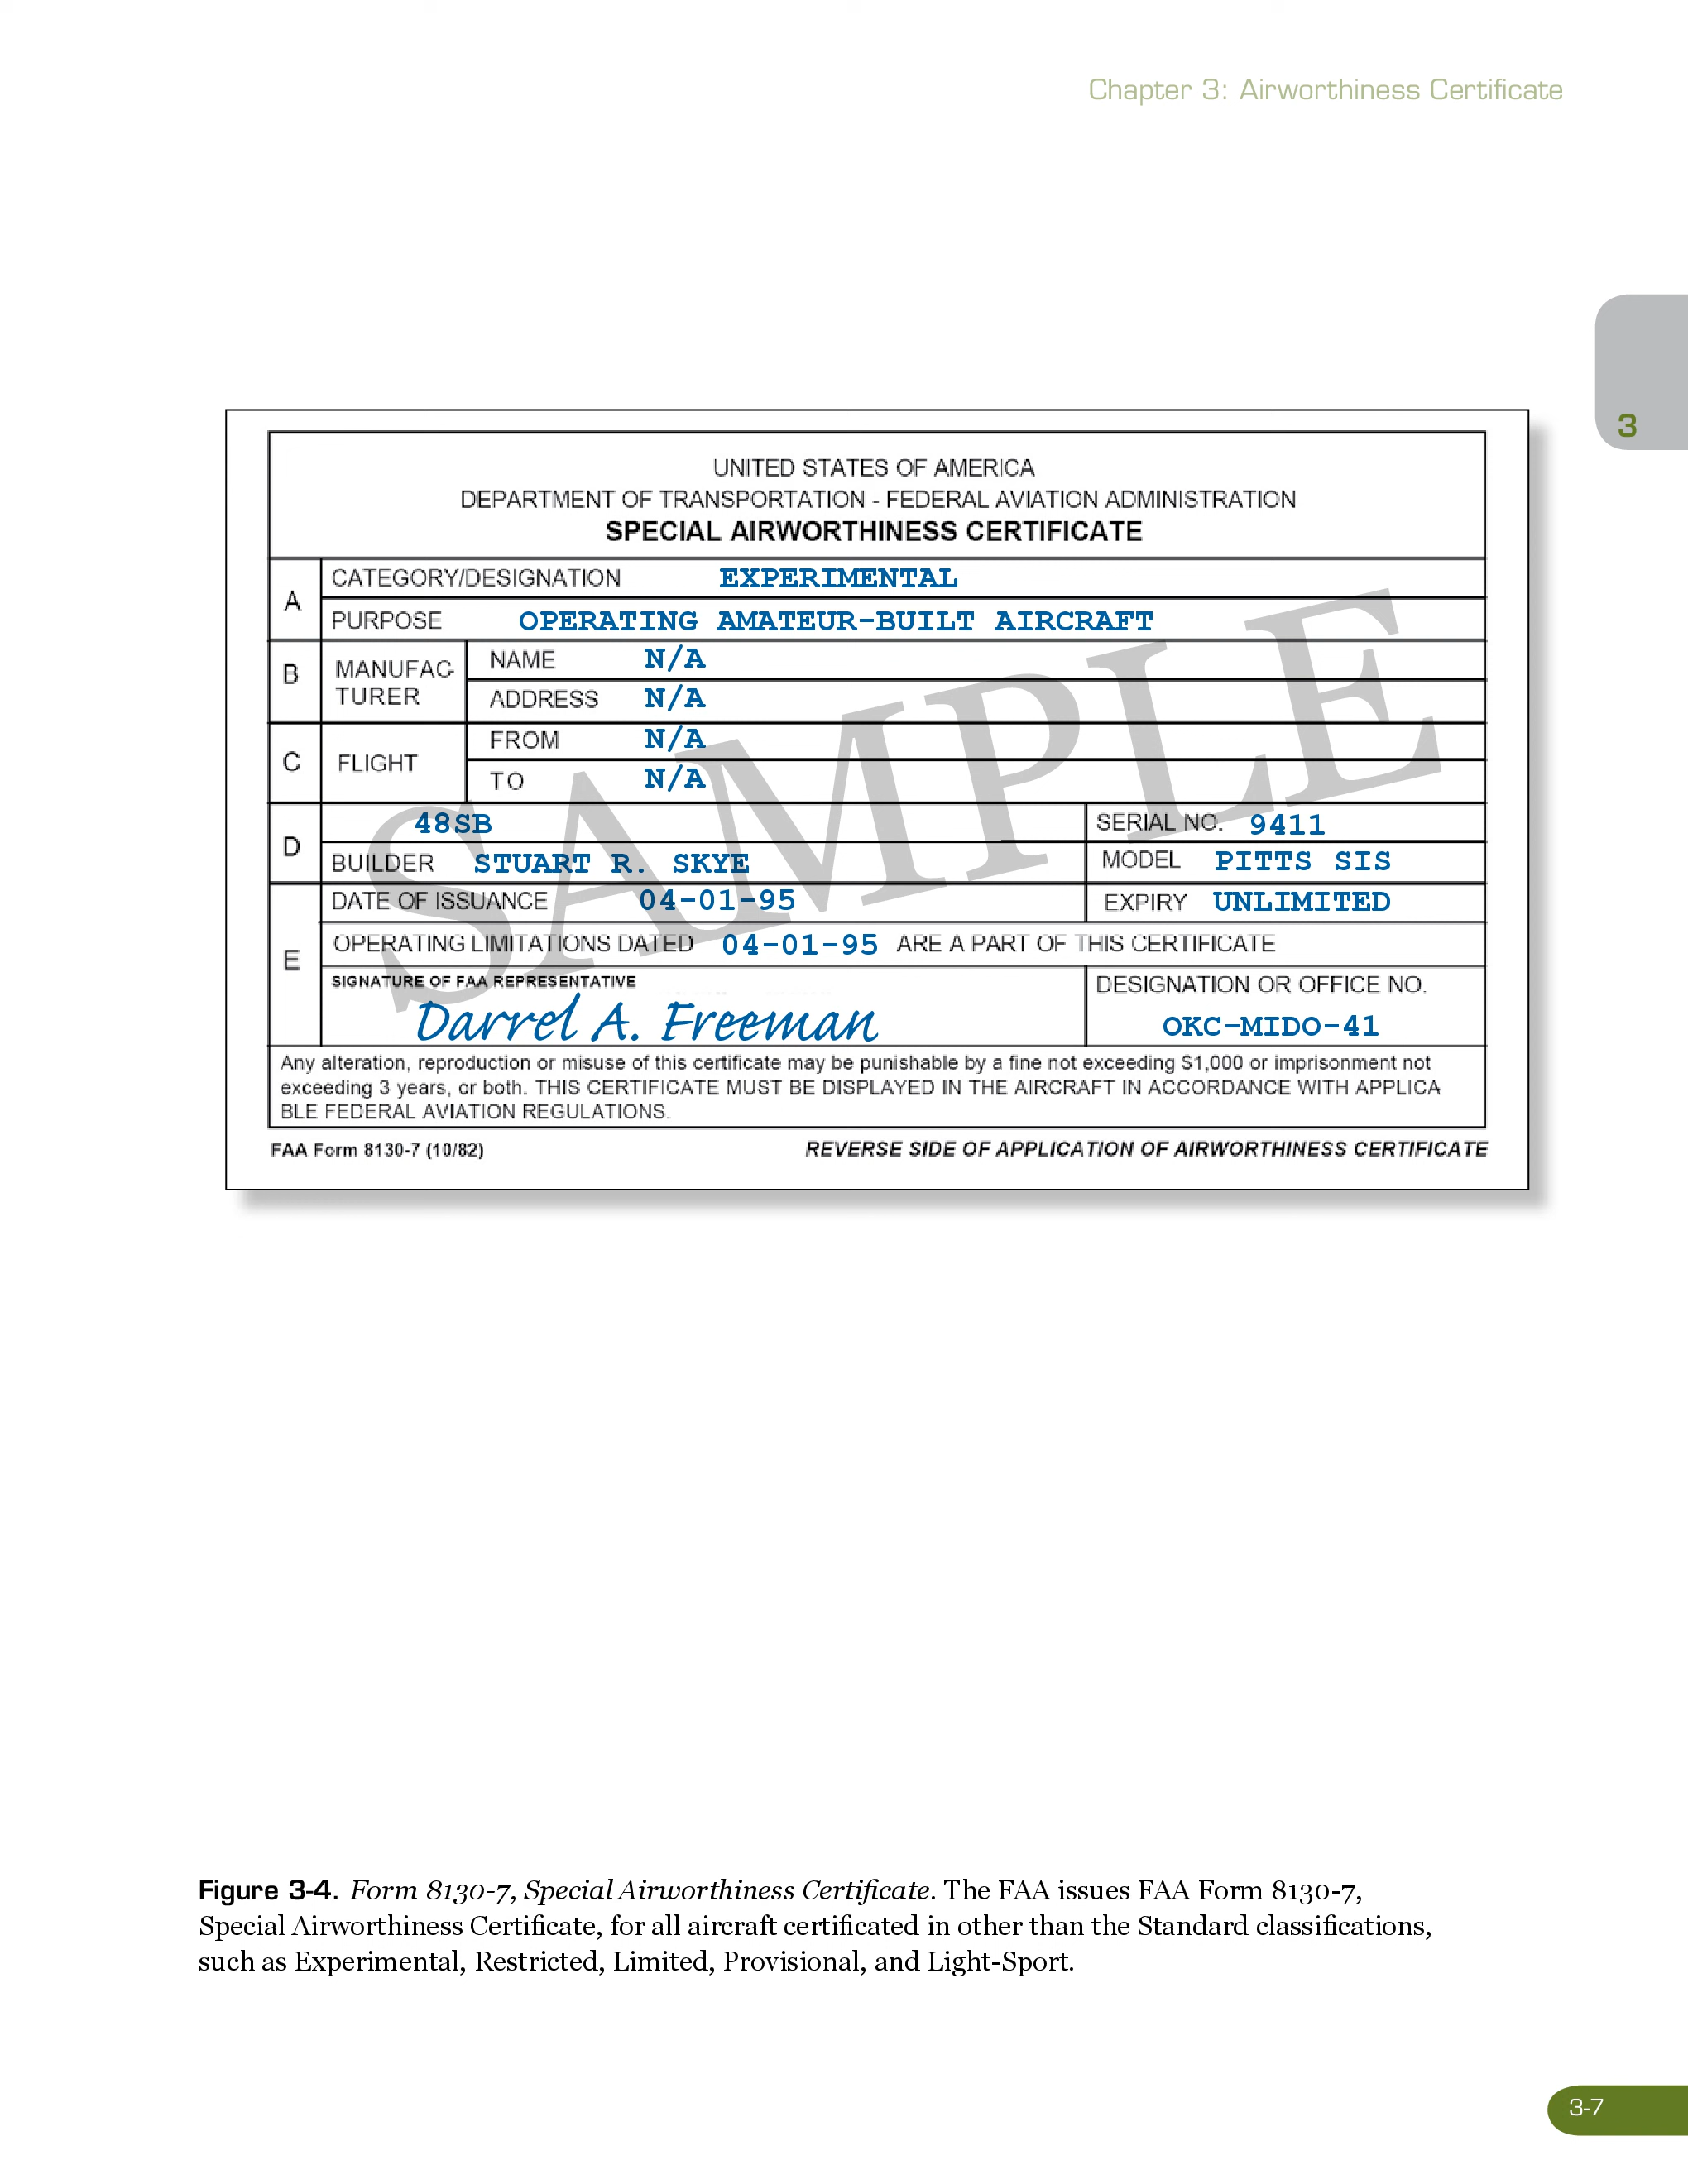 Chapter 3: Airworthiness Certificate
3
UNITED STATES OF AMERICA
DEPARTMENT OF TRANSPORTATION - FEDERAL AVIATION ADMINISTRATION
SPECIAL AIRWORTHINESS CERTIFICATE
A
CATEGORY/DESIGNATION EXPERIMENTAL
PURPOSE OPERATING AMATEUR-BUILT AIRCRAFT
B
MANUFAC
TURER
NAME N/A
ADDRESS N/A
C
FLIGHT
FROM N/A
TO N/A
D
48SB
SERIAL NO. 9411
BUILDER STUART R. SKYE
MODEL PITTS SIS
E
DATE OF ISSUANCE 04-01-95
EXPIRY UNLIMITED
OPERATING LIMITATIONS DATED 04-01-95 ARE A PART OF THIS CERTIFICATE
SIGNATURE OF FAA REPRESENTATIVE
Darrel A. Freeman
DESIGNATION OR OFFICE NO.
OKC-MIDO-41
Any alteration, reproduction or misuse of this certificate may be punishable by a fine not exceeding $1,000 or imprisonment not
exceeding 3 years, or both. THIS CERTIFICATE MUST BE DISPLAYED IN THE AIRCRAFT IN ACCORDANCE WITH APPLICA
BLE FEDERAL AVIATION REGULATIONS.
SAMPLE
FAA Form 8130-7 (10/82)
REVERSE SIDE OF APPLICATION OF AIRWORTHINESS CERTIFICATE
Figure 3-4. Form 8130-7, Special Airworthiness Certificate. The FAA issues FAA Form 8130-7,
Special Airworthiness Certificate, for all aircraft certificated in other than the Standard classifications,
such as Experimental, Restricted, Limited, Provisional, and Light-Sport.
3-7